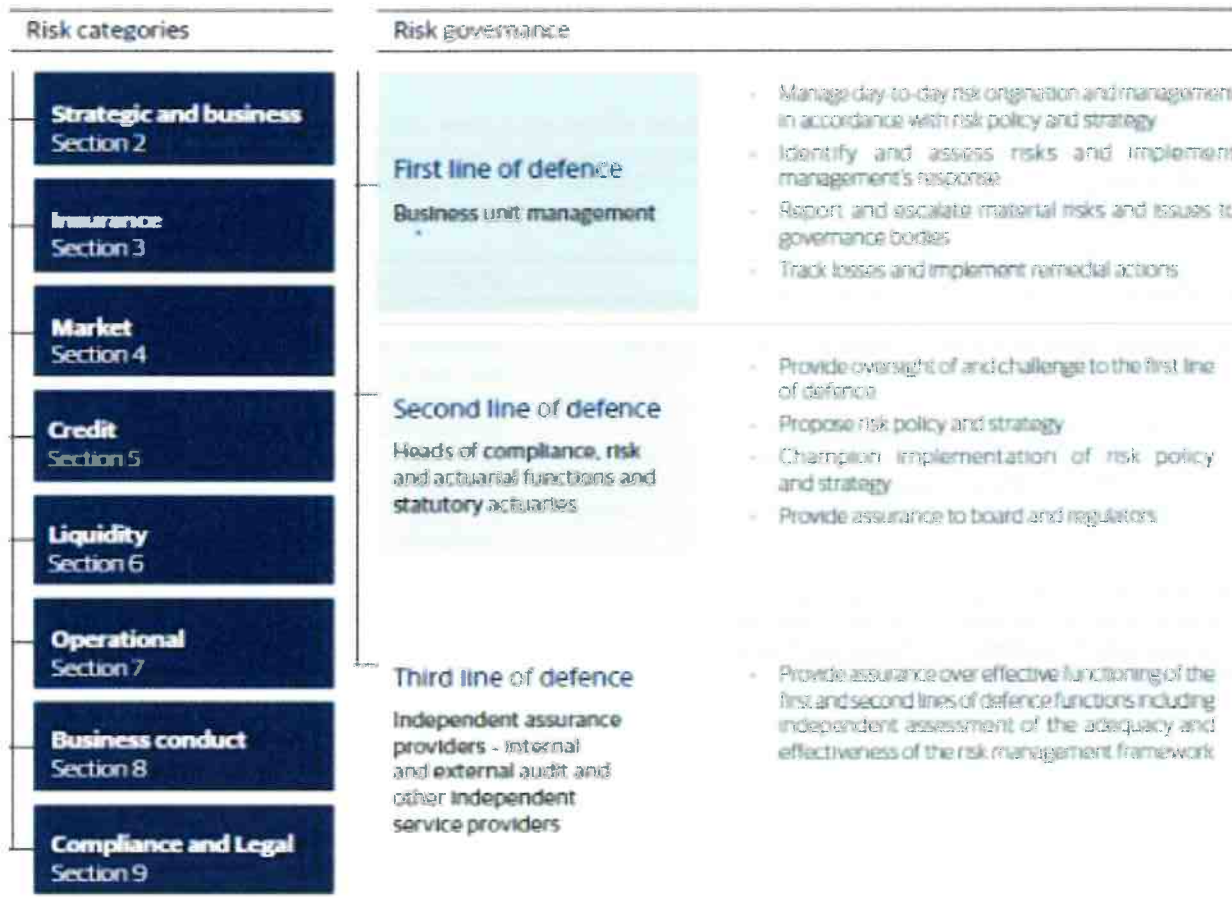 Risk categories
Strategic and business
Section 2
Insurance
Section 3
Market
Section 4
Credit
Section 5
Liquidity
Section 6
Operational
Section 7
Business conduct
Section 8
Compliance and Legal
Section 9
Risk governance
First line of defence
Business unit management
- Manage day-to-day risk origination and management
in accordance with risk policy and strategy
- Identify and assess risks and implement
management's response
- Report and escalate material risks and issues to
governance bodies
- Track losses and implement remedial actions
Second line of defence
Heads of compliance, risk
and actuarial functions and
statutory actuaries
- Provide oversight of and challenge to the first line
of defence
- Propose risk policy and strategy
- Champion implementation of risk policy
and strategy
- Provide assurance to board and regulators
Third line of defence
Independent assurance
providers - internal
and external audit and
other independent
service providers
- Provide assurance over effective functioning of the
first and second lines of defence functions including
independent assessment of the adequacy and
effectiveness of the risk management framework